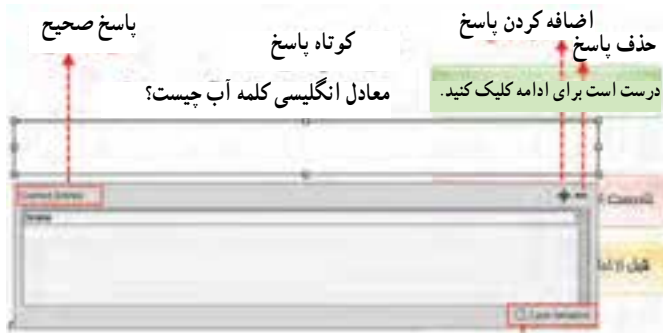 اضافه کردن پاسخ
پاسخ صحیح
حذف پاسخ
کوتاه پاسخ
معادل انگلیسی کلمه آب چیست؟
درست است برای ادامه کلیک کنید.
Correct Entries